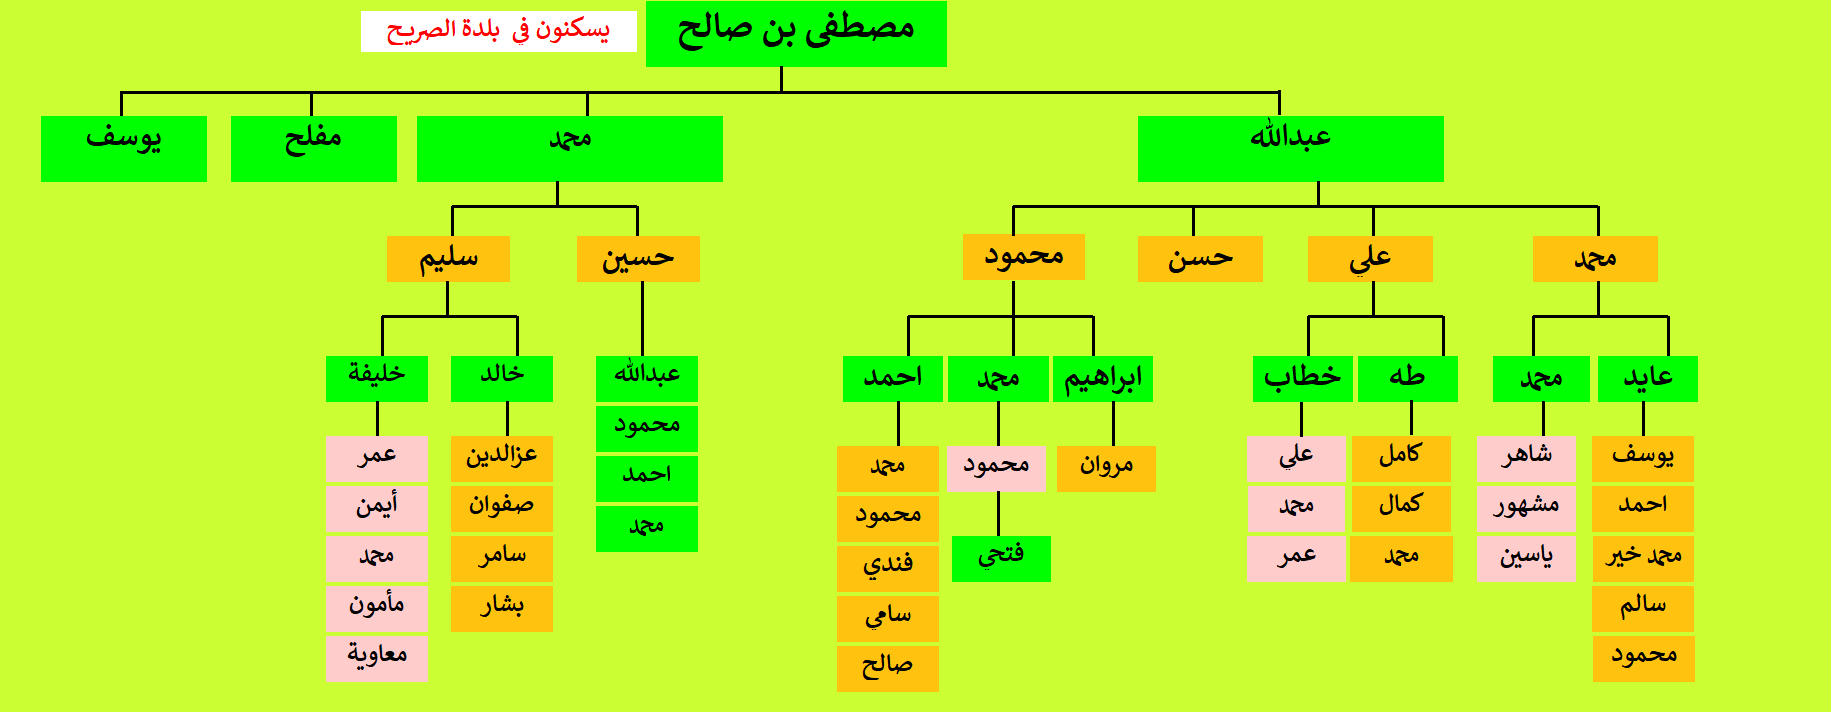 مصطفى بن صالح
يسكنون في بلدة الصريح
عبدالله
محمد
مفلح
يوسف
محمد
علي
حسن
محمود
حسين
سليم
عايد
محمد
طه
خطاب
ابراهيم
محمد
احمد
عبدالله
خالد
خليفة
يوسف
احمد
محمد خير
سالم
محمود
شاهر
مشهور
ياسين
كامل
كمال
محمد
علي
محمد
عمر
مروان
محمود
فتحي
محمد
محمود
فندي
سامي
صالح
محمود
احمد
محمد
عزالدين
صفوان
سامر
بشار
عمر
أيمن
محمد
مأمون
معاوية